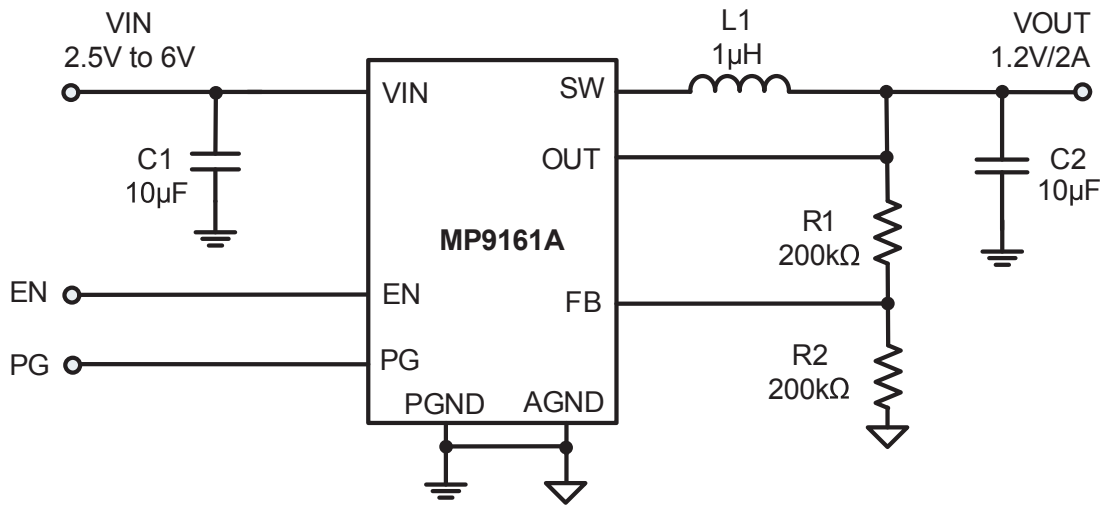 VIN
2.5V to 6V
L1
1µH
VOUT
1.2V/2A
VIN
SW
C1
10µF
OUT
C2
10µF
MP9161A
R1
200kΩ
EN
EN
FB
PG
PG
R2
200kΩ
PGND
AGND